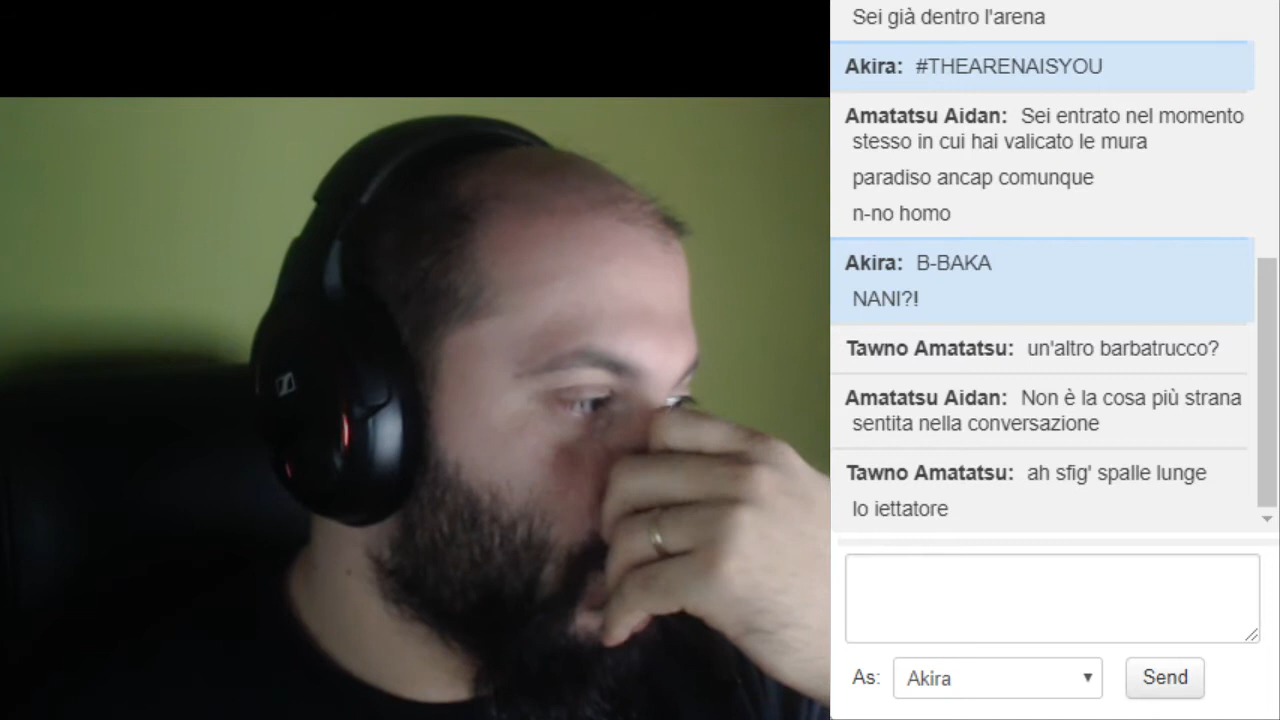 Sei già dentro l'arena
Akira: #THEARENAISYOU
Amatatsu Aidan: Sei entrato nel momento
stesso in cui hai valicato le mura
paradiso ancap comunque
n-no homo
Akira: B-BAKA
NANI?!
Tawno Amatatsu: un'altro barbatrucco?
Amatatsu Aidan: Non è la cosa più strana
sentita nella conversazione
Tawno Amatatsu: ah sfig' spalle lunge
lo iettatore
As: Akira Send